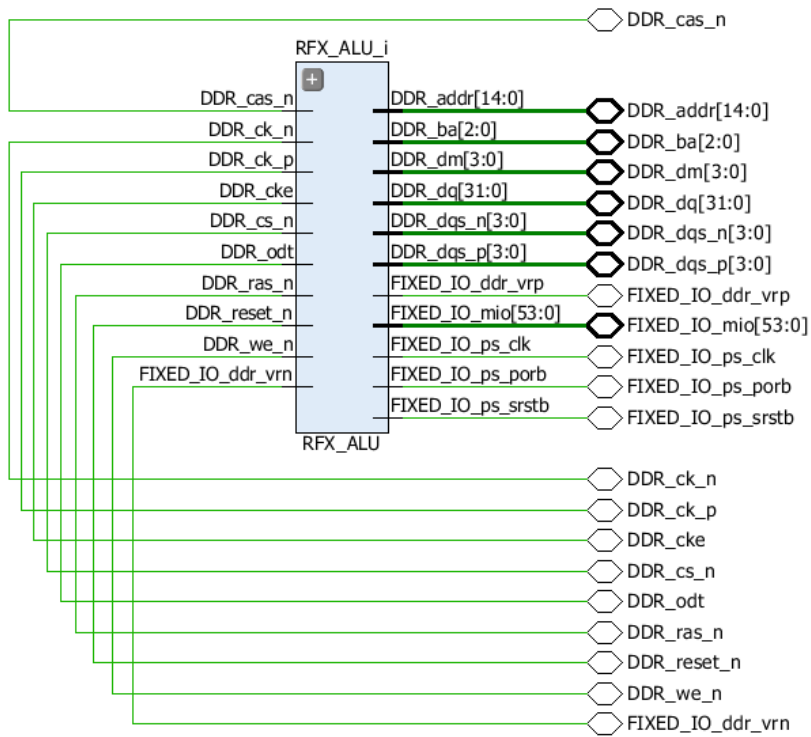 DDR_cas_n
RFX_ALU_i
DDR_cas_n
DDR_ck_n
DDR_ck_p
DDR_cke
DDR_cs_n
DDR_odt
DDR_ras_n
DDR_reset_n
DDR_we_n
FIXED_IO_ddr_vrn
DDR_addr[14:0]
DDR_ba[2:0]
DDR_dm[3:0]
DDR_dq[31:0]
DDR_dqs_n[3:0]
DDR_dqs_p[3:0]
FIXED_IO_ddr_vrp
FIXED_IO_mio[53:0]
FIXED_IO_ps_clk
FIXED_IO_ps_porb
FIXED_IO_ps_srstb
RFX_ALU
DDR_addr[14:0]
DDR_ba[2:0]
DDR_dm[3:0]
DDR_dq[31:0]
DDR_dqs_n[3:0]
DDR_dqs_p[3:0]
FIXED_IO_ddr_vrp
FIXED_IO_mio[53:0]
FIXED_IO_ps_clk
FIXED_IO_ps_porb
FIXED_IO_ps_srstb
DDR_ck_n
DDR_ck_p
DDR_cke
DDR_cs_n
DDR_odt
DDR_ras_n
DDR_reset_n
DDR_we_n
FIXED_IO_ddr_vrn